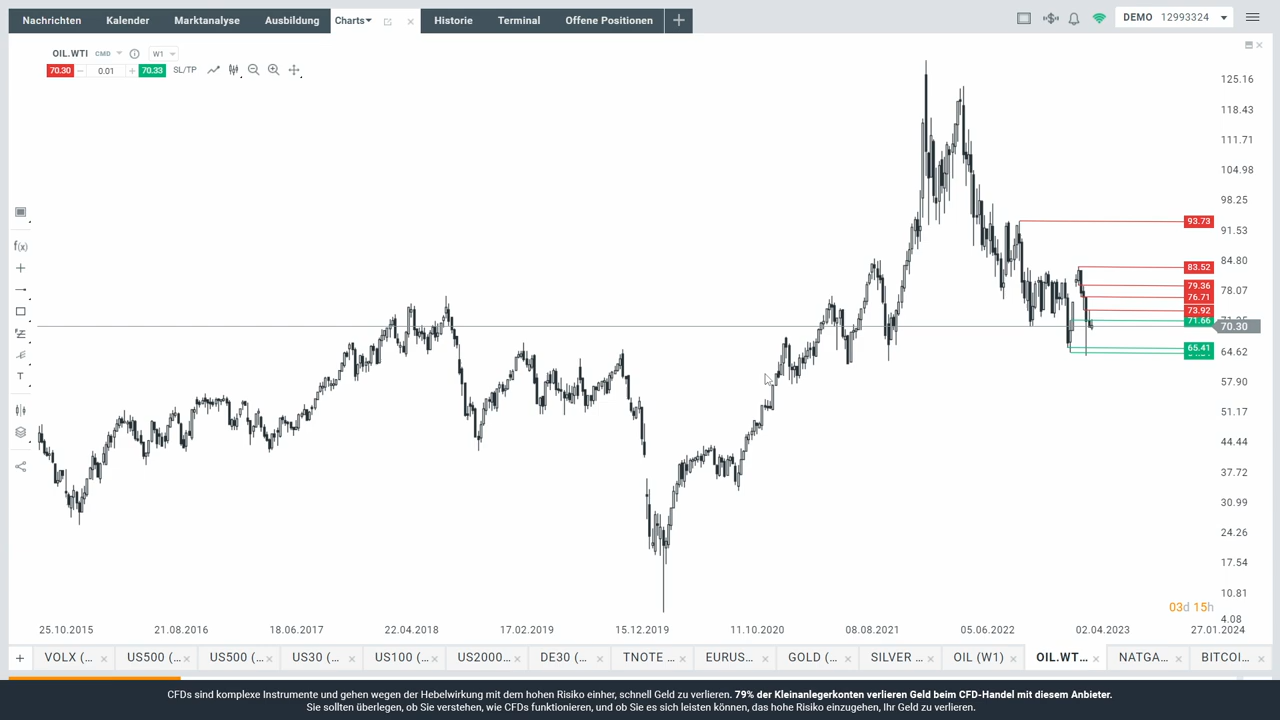 Nachrichten Kalender Marktanalyse Ausbildung Charts Historie Terminal Offene Positionen DEMO 12993324
OIL.WTI CMD W1
70.30 0.01 70.33 SL/TP
125.16
118.43
111.71
104.98
98.25
93.73
91.53
84.80
83.52
79.36
78.07
76.71
73.92
71.66
70.30
65.41
64.62
57.90
51.17
44.44
37.72
30.99
24.26
17.54
10.81
03d 15h
4.08
f(x)
T
25.10.2015 21.08.2016 18.06.2017 22.04.2018 17.02.2019 15.12.2019 11.10.2020 08.08.2021 05.06.2022 02.04.2023 27.01.2024
VOLX (... US500 (... US500 (... US30 (... US100 (... US2000... DE30 (... TNOTE ... EURUS... GOLD (... SILVER ... OIL (W1) OIL.WT... NATGA... BITCOI...
CFDs sind komplexe Instrumente und gehen wegen der Hebelwirkung mit dem hohen Risiko einher, schnell Geld zu verlieren. 79% der Kleinanlegerkonten verlieren Geld beim CFD-Handel mit diesem Anbieter.
Sie sollten überlegen, ob Sie verstehen, wie CFDs funktionieren, und ob Sie es sich leisten können, das hohe Risiko einzugehen, Ihr Geld zu verlieren.